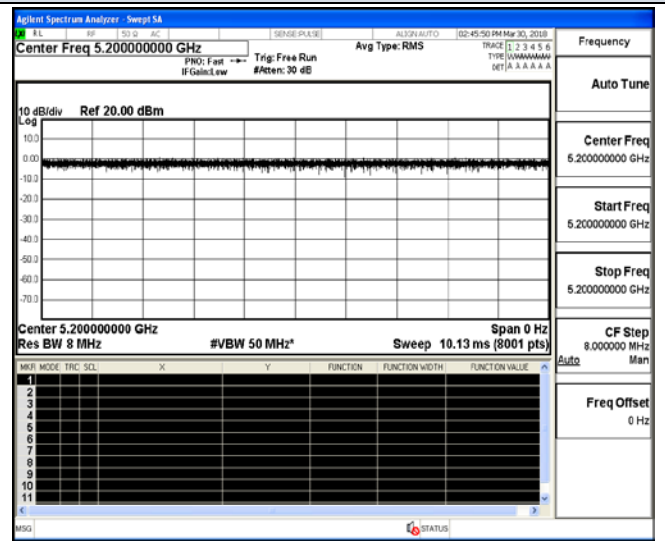 Agilent Spectrum Analyzer - Swept SA
RL RF 50 Ω AC SENSE:PULSE ALIGN AUTO 02:45:50 PM Mar 30, 2018
Center Freq 5.200000000 GHz
PNO: Fast
IFGain:Low
Trig: Free Run
#Atten: 30 dB
Avg Type: RMS
TRACE 1 2 3 4 5 6
TYPE
DET A A A A A
10 dB/div Ref 20.00 dBm
Log
10.0
0.00
-10.0
-20.0
-30.0
-40.0
-50.0
-60.0
-70.0
Center 5.200000000 GHz Span 0 Hz
Res BW 8 MHz #VBW 50 MHz* Sweep 10.13 ms (8001 pts)
MKR MODE TRC SCL X Y FUNCTION FUNCTION WIDTH FUNCTION VALUE
1
2
3
4
5
6
7
8
9
10
11
MSG STATUS
Frequency
Auto Tune
Center Freq
5.200000000 GHz
Start Freq
5.200000000 GHz
Stop Freq
5.200000000 GHz
CF Step
8.000000 MHz
Auto Man
Freq Offset
0 Hz